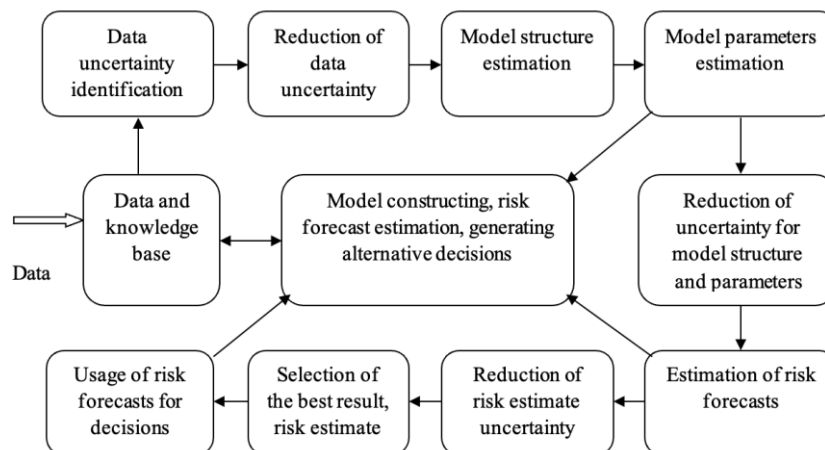 Data
uncertainty
identification
Reduction of
data
uncertainty
Model structure
estimation
Model parameters
estimation
Data
Data and
knowledge
base
Model constructing, risk
forecast estimation, generating
alternative decisions
Reduction of
uncertainty for
model structure
and parameters
Usage of risk
forecasts for
decisions
Selection of
the best result,
risk estimate
Reduction of
risk estimate
uncertainty
Estimation of risk
forecasts